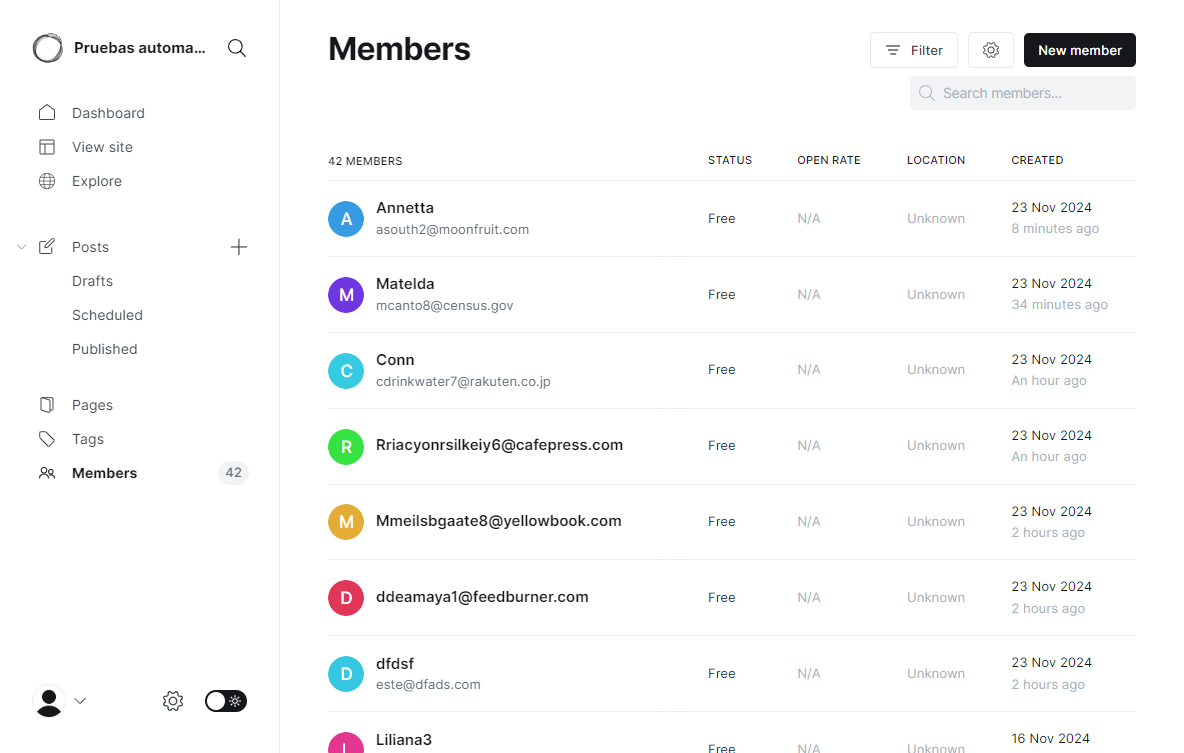 Pruebas automa...
Dashboard
View site
Explore
Posts
Drafts
Scheduled
Published
Pages
Tags
Members 42
Members
Filter
New member
Search members...
42 MEMBERS STATUS OPEN RATE LOCATION CREATED
A Annetta
asouth2@moonfruit.com
Free N/A Unknown
23 Nov 2024
8 minutes ago
M Matelda
mcanto8@census.gov
Free N/A Unknown
23 Nov 2024
34 minutes ago
C Conn
cdrinkwater7@rakuten.co.jp
Free N/A Unknown
23 Nov 2024
An hour ago
R Rriacyonrsilkeiy6@cafepress.com
Free N/A Unknown
23 Nov 2024
An hour ago
M Mmeilsbgaate8@yellowbook.com
Free N/A Unknown
23 Nov 2024
2 hours ago
D ddeamaya1@feedburner.com
Free N/A Unknown
23 Nov 2024
2 hours ago
D dfdsf
este@dfads.com
Free N/A Unknown
23 Nov 2024
2 hours ago
L Liliana3
Free N/A Unknown
16 Nov 2024